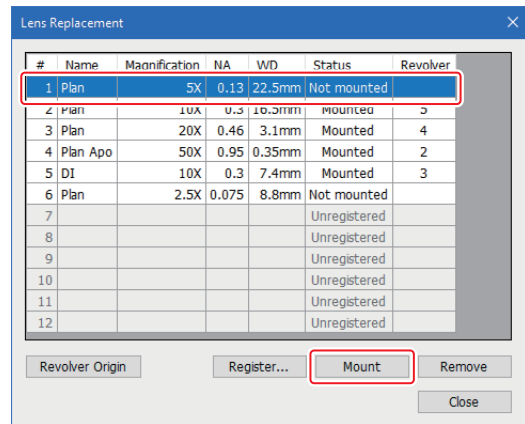 Lens Replacement
# Name Magnification NA WD Status Revolver
1 Plan 5X 0.13 22.5mm Not mounted
2 Plan 10X 0.3 16.5mm Mounted 5
3 Plan 20X 0.46 3.1mm Mounted 4
4 Plan Apo 50X 0.95 0.35mm Mounted 2
5 DI 10X 0.3 7.4mm Mounted 3
6 Plan 2.5X 0.075 8.8mm Not mounted
7 Unregistered
8 Unregistered
9 Unregistered
10 Unregistered
11 Unregistered
12 Unregistered
Revolver Origin Register... Mount Remove
Close